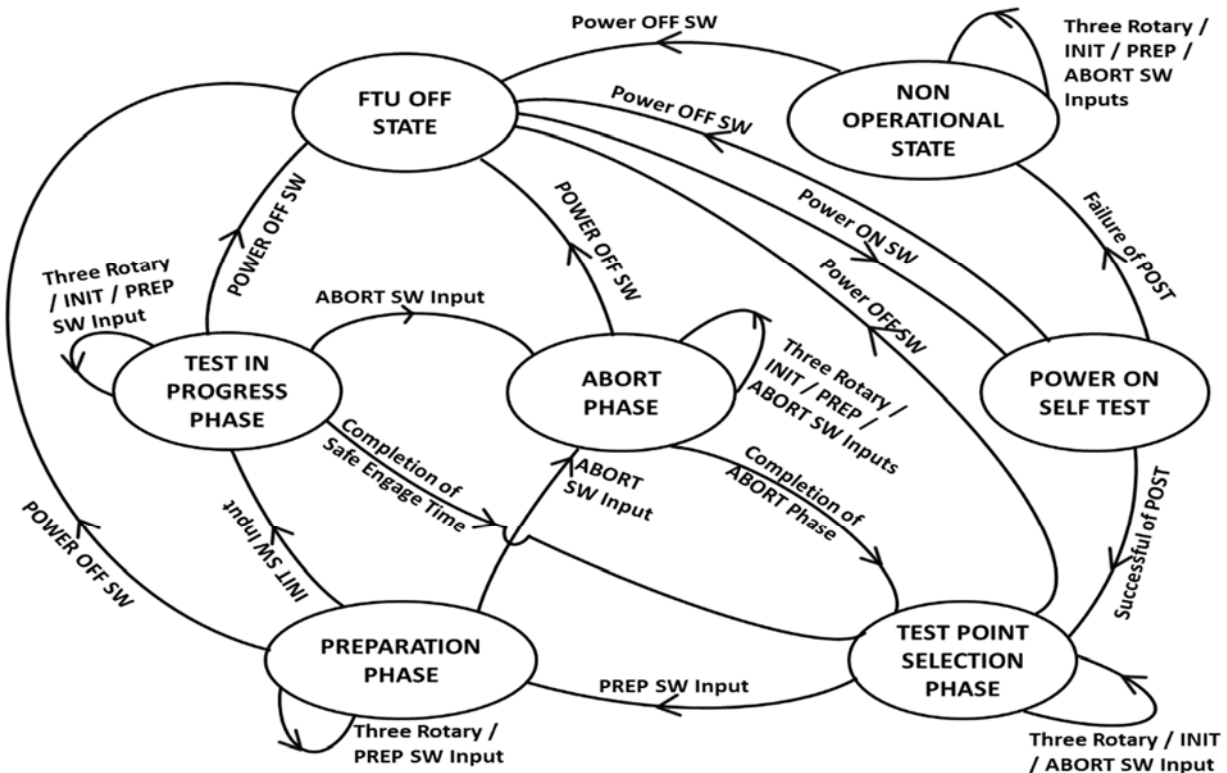 Power OFF SW
Three Rotary /
INIT / PREP /
ABORT SW
Inputs
FTU OFF
STATE
NON
OPERATIONAL
STATE
Power OFF SW
Power ON SW
Failure of POST
POWER OFF SW
POWER OFF SW
Power OFF SW
Three Rotary
/ INIT / PREP
SW Input
ABORT SW Input
TEST IN
PROGRESS
PHASE
ABORT
PHASE
Three Rotary /
INIT / PREP /
ABORT SW Inputs
POWER ON
SELF TEST
Completion of
Safe Engage Time
ABORT
SW Input
Completion of
ABORT Phase
Successful of POST
POWER OFF SW
INIT SW Input
PREPARATION
PHASE
TEST POINT
SELECTION
PHASE
PREP SW Input
Three Rotary /
PREP SW Input
Three Rotary / INIT
/ ABORT SW Input